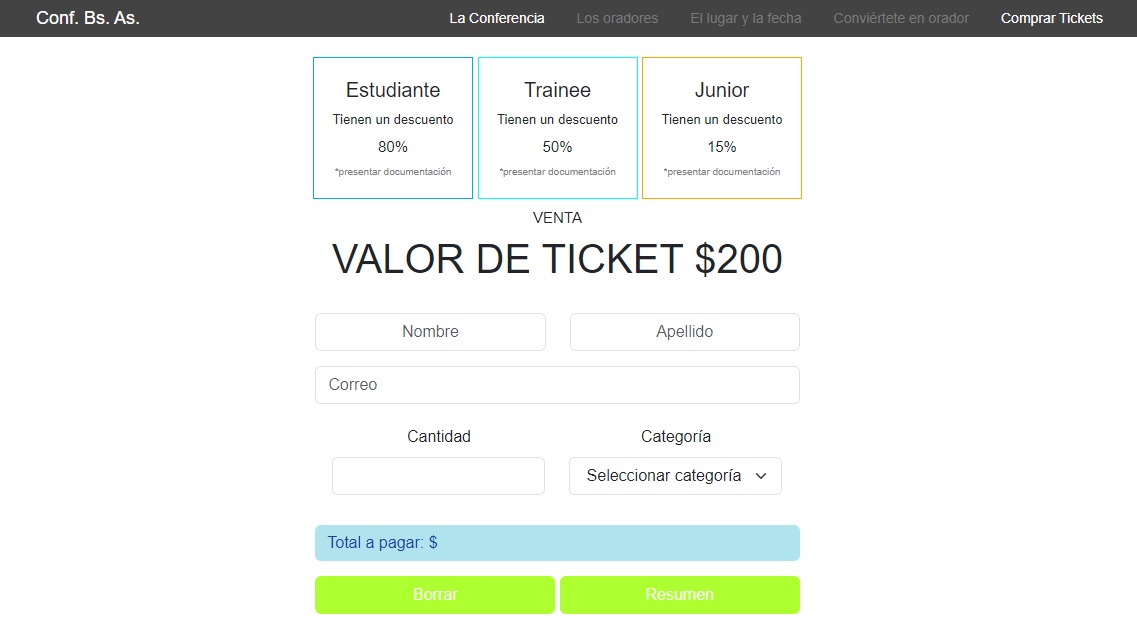 Conf. Bs. As. La Conferencia Los oradores El lugar y la fecha Conviértete en orador Comprar Tickets
Estudiante
Tienen un descuento
80%
*presentar documentación
Trainee
Tienen un descuento
50%
*presentar documentación
Junior
Tienen un descuento
15%
*presentar documentación
VENTA
VALOR DE TICKET $200
Nombre Apellido
Correo
Cantidad Categoría
Seleccionar categoría
Total a pagar: $
Borrar Resumen